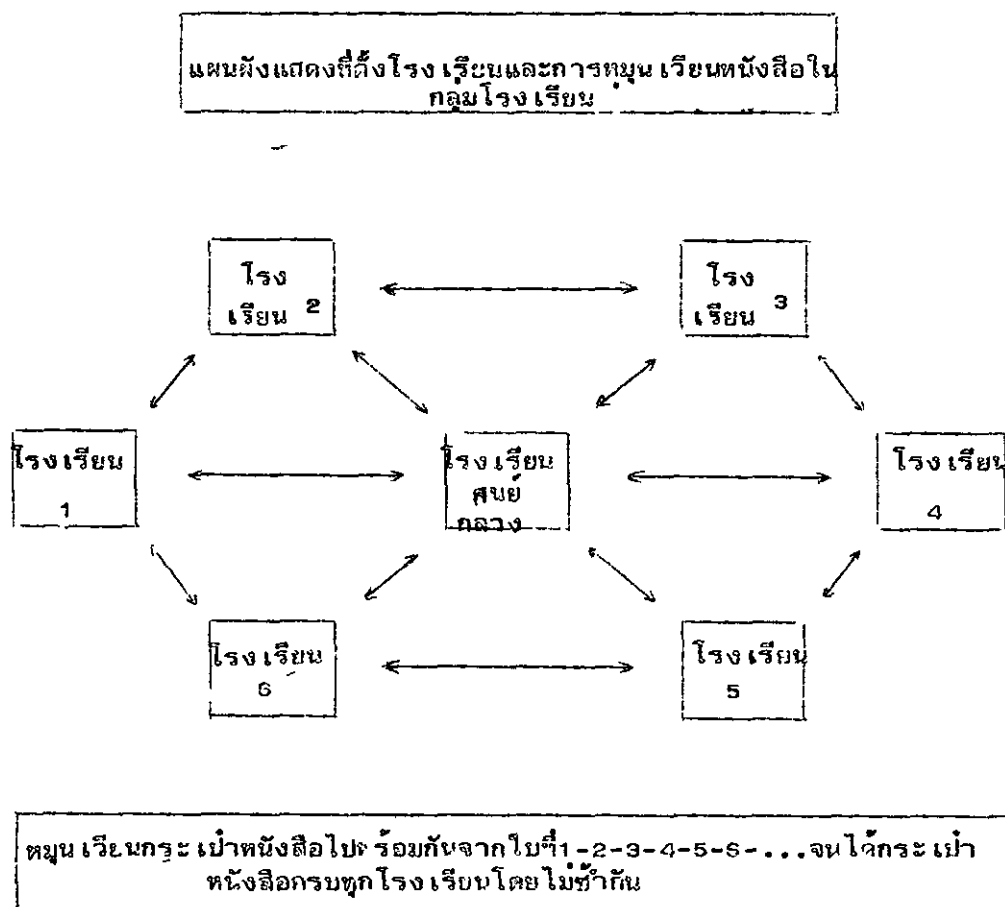 แผนผังแสดงที่ตั้งโรงเรียนและการหมุนเวียนหนังสือใน
กลุ่มโรงเรียน
โรง
เรียน 2
โรง
เรียน 3
โรงเรียน
1
โรงเรียน
ศูนย์
กลาง
โรงเรียน
4
โรงเรียน
6
โรงเรียน
5
หมุนเวียนกระเป๋าหนังสือไปพร้อมกันจากใบที่1-2-3-4-5-6-...จนได้กระเป๋า
หนังสือครบทุกโรงเรียนโดยไม่ซ้ำกัน